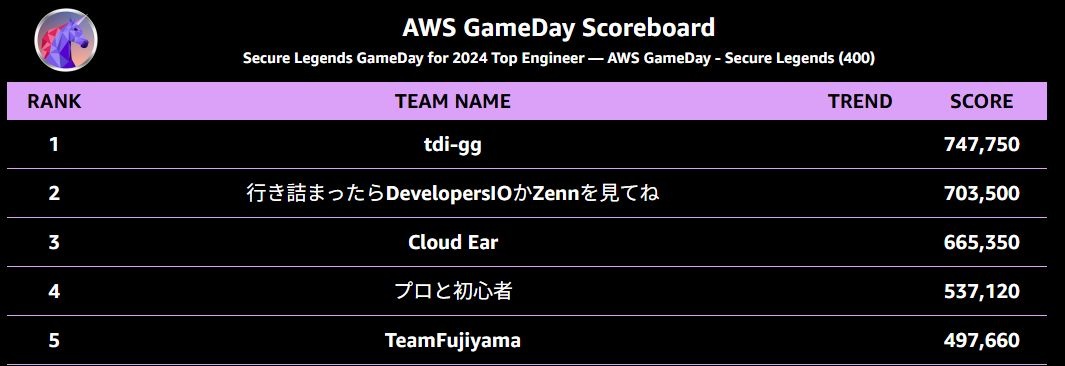 AWS GameDay Scoreboard
Secure Legends GameDay for 2024 Top Engineer — AWS GameDay - Secure Legends (400)
RANK TEAM NAME TREND SCORE
1 tdi-gg 747,750
2 行き詰まったらDevelopersIOかZennを見てね 703,500
3 Cloud Ear 665,350
4 プロと初心者 537,120
5 TeamFujiyama 497,660